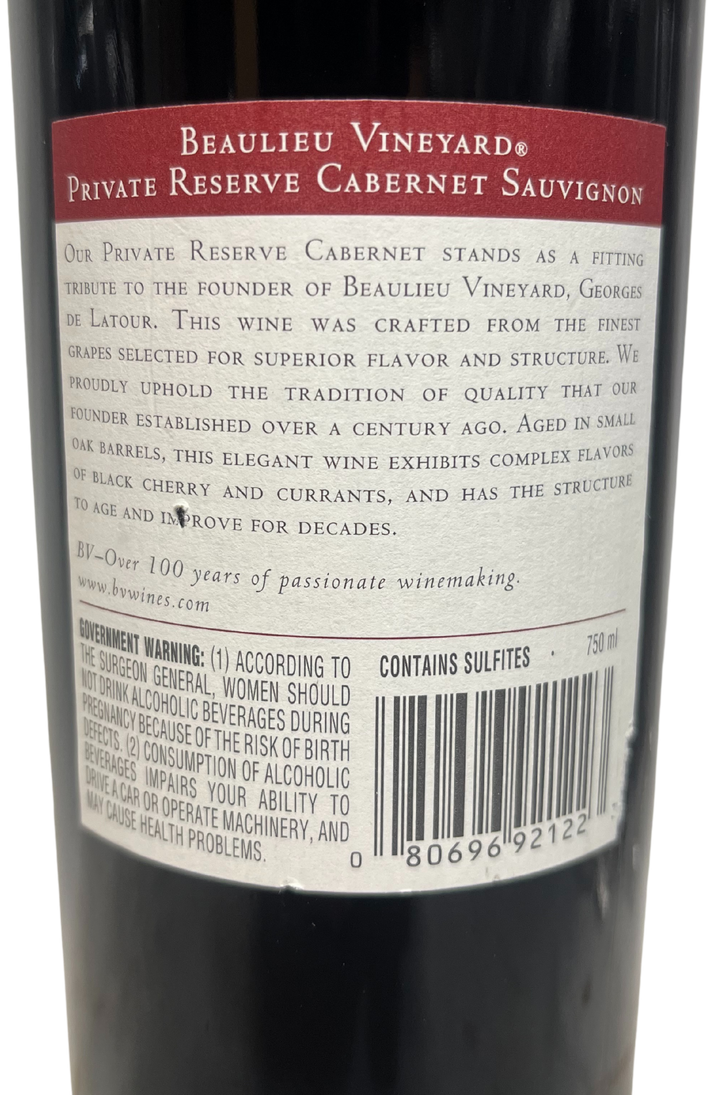 BEAULIEU VINEYARD®
PRIVATE RESERVE CABERNET SAUVIGNON
OUR PRIVATE RESERVE CABERNET STANDS AS A FITTING
TRIBUTE TO THE FOUNDER OF BEAULIEU VINEYARD, GEORGES
DE LATOUR. THIS WINE WAS CRAFTED FROM THE FINEST
GRAPES SELECTED FOR SUPERIOR FLAVOR AND STRUCTURE. WE
PROUDLY UPHOLD THE TRADITION OF QUALITY THAT OUR
FOUNDER ESTABLISHED OVER A CENTURY AGO. AGED IN SMALL
OAK BARRELS, THIS ELEGANT WINE EXHIBITS COMPLEX FLAVORS
OF BLACK CHERRY AND CURRANTS, AND HAS THE STRUCTURE
TO AGE AND IMPROVE FOR DECADES.
BV–Over 100 years of passionate winemaking.
www.bvwines.com
GOVERNMENT WARNING: (1) ACCORDING TO
THE SURGEON GENERAL, WOMEN SHOULD
NOT DRINK ALCOHOLIC BEVERAGES DURING
PREGNANCY BECAUSE OF THE RISK OF BIRTH
DEFECTS. (2) CONSUMPTION OF ALCOHOLIC
BEVERAGES IMPAIRS YOUR ABILITY TO
DRIVE A CAR OR OPERATE MACHINERY, AND
MAY CAUSE HEALTH PROBLEMS.
CONTAINS SULFITES · 750 ml
0 80696 92122